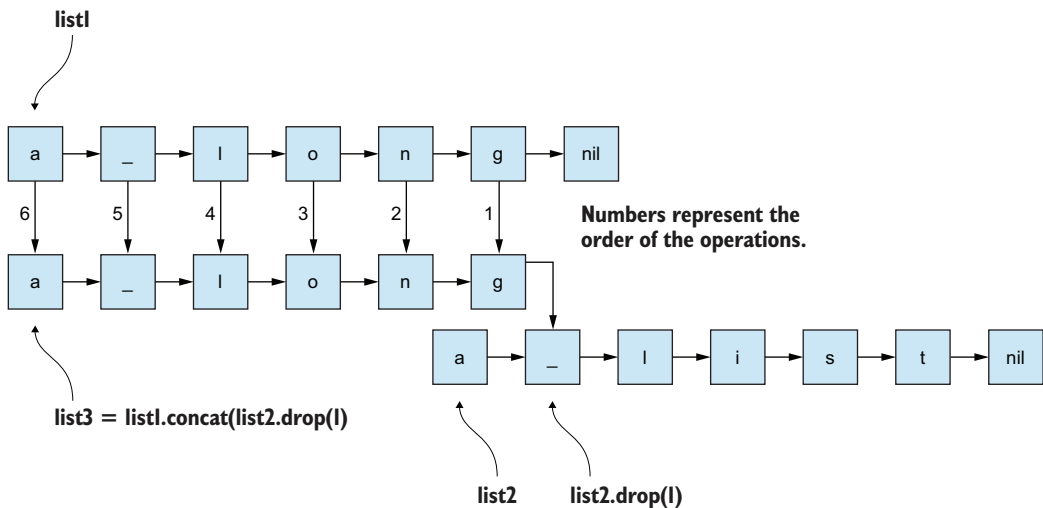 list1
a _ l o n g nil
6 5 4 3 2 1
Numbers represent the
order of the operations.
a _ l o n g
a _ l i s t nil
list3 = list1.concat(list2.drop(1)
list2 list2.drop(1)